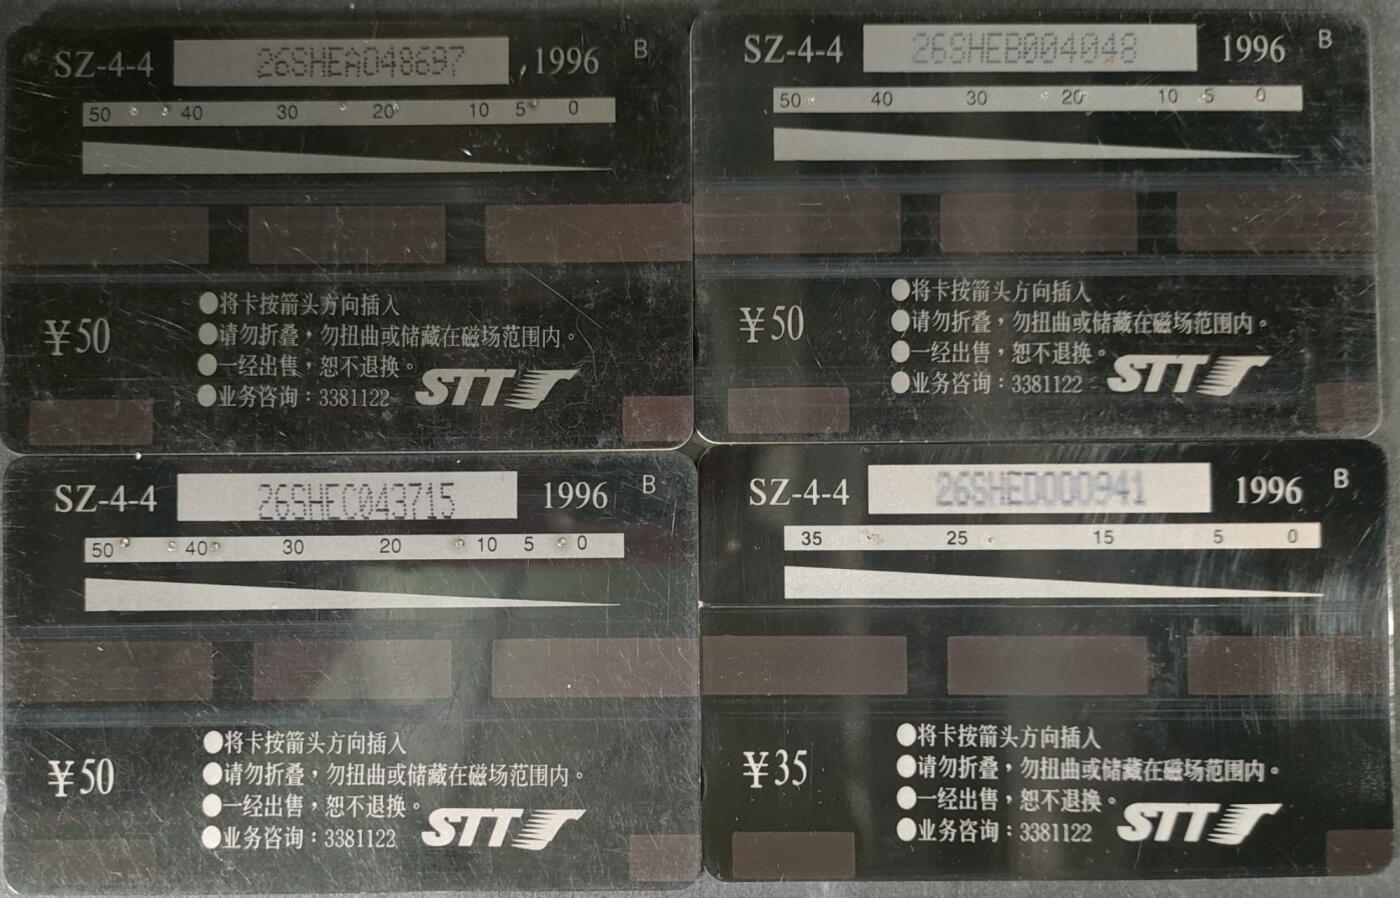 SZ-4-4 26SHEA048697 1996 B
50 40 30 20 10 5 0
¥50
●将卡按箭头方向插入
●请勿折叠，勿扭曲或储藏在磁场范围内。
●一经出售，恕不退换。
●业务咨询：3381122
STT
SZ-4-4 26SHEB004048 1996 B
50 40 30 20 10 5 0
¥50
●将卡按箭头方向插入
●请勿折叠，勿扭曲或储藏在磁场范围内。
●一经出售，恕不退换。
●业务咨询：3381122
STT
SZ-4-4 26SHEC043715 1996 B
50 40 30 20 10 5 0
¥50
●将卡按箭头方向插入
●请勿折叠，勿扭曲或储藏在磁场范围内。
●一经出售，恕不退换。
●业务咨询：3381122
STT
SZ-4-4 26SHED000941 1996 B
35 25 15 5 0
¥35
●将卡按箭头方向插入
●请勿折叠，勿扭曲或储藏在磁场范围内。
●一经出售，恕不退换。
●业务咨询：3381122
STT